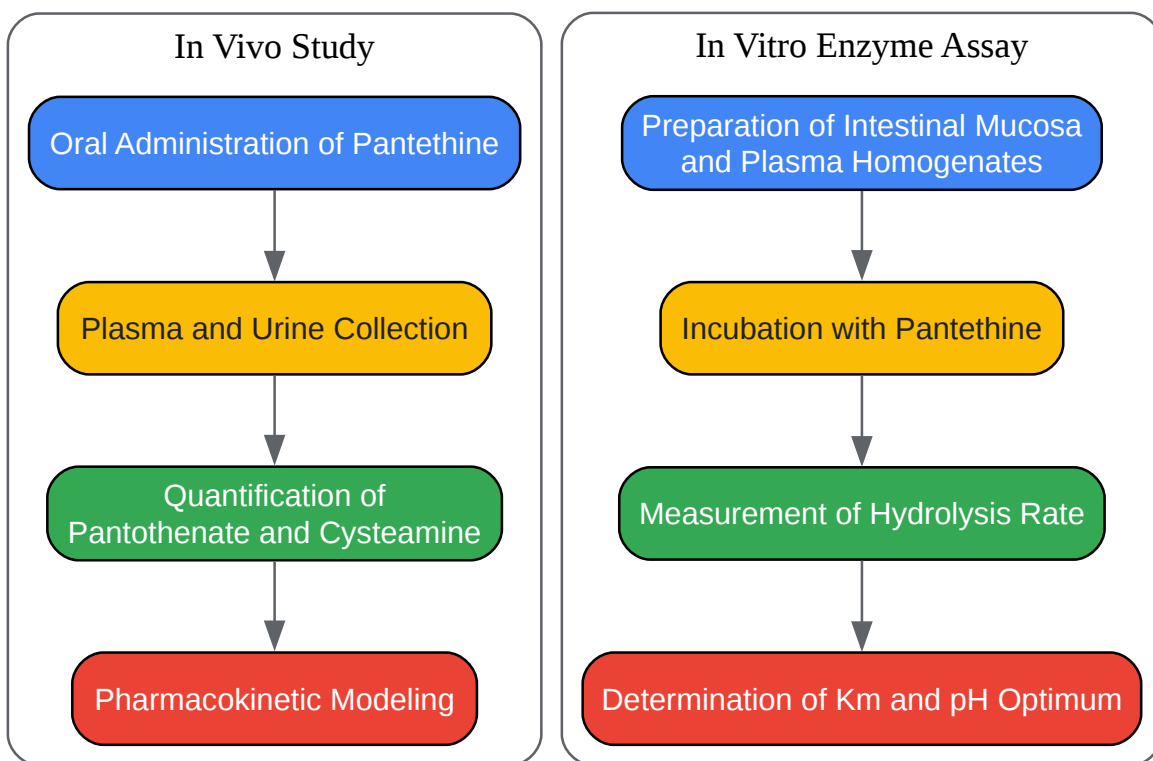 In Vivo Study
Oral Administration of Pantethine
Plasma and Urine Collection
Quantification of
Pantothenate and Cysteamine
Pharmacokinetic Modeling
In Vitro Enzyme Assay
Preparation of Intestinal Mucosa
and Plasma Homogenates
Incubation with Pantethine
Measurement of Hydrolysis Rate
Determination of Km and pH Optimum